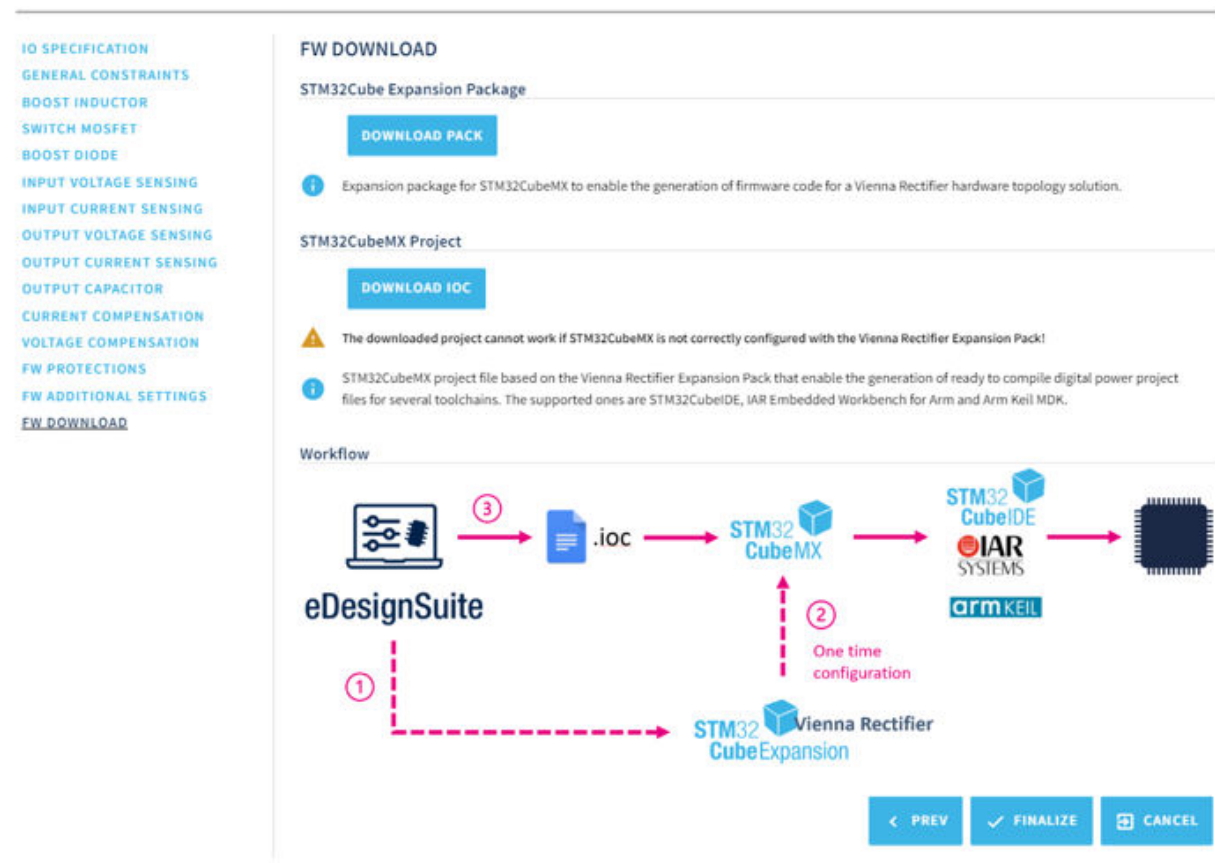 IO SPECIFICATION
GENERAL CONSTRAINTS
BOOST INDUCTOR
SWITCH MOSFET
BOOST DIODE
INPUT VOLTAGE SENSING
INPUT CURRENT SENSING
OUTPUT VOLTAGE SENSING
OUTPUT CURRENT SENSING
OUTPUT CAPACITOR
CURRENT COMPENSATION
VOLTAGE COMPENSATION
FW PROTECTIONS
FW ADDITIONAL SETTINGS
FW DOWNLOAD
FW DOWNLOAD
STM32Cube Expansion Package
DOWNLOAD PACK
Expansion package for STM32CubeMX to enable the generation of firmware code for a Vienna Rectifier hardware topology solution.
STM32CubeMX Project
DOWNLOAD IOC
The downloaded project cannot work if STM32CubeMX is not correctly configured with the Vienna Rectifier Expansion Pack!
STM32CubeMX project file based on the Vienna Rectifier Expansion Pack that enable the generation of ready to compile digital power project
files for several toolchains. The supported ones are STM32CubeIDE, IAR Embedded Workbench for Arm and Arm Keil MDK.
Workflow
eDesignSuite
3
.ioc
STM32
CubeMX
STM32
CubeIDE
IAR
SYSTEMS
arm KEIL
1
2
One time
configuration
STM32
CubeExpansion
Vienna Rectifier
PREV
FINALIZE
CANCEL